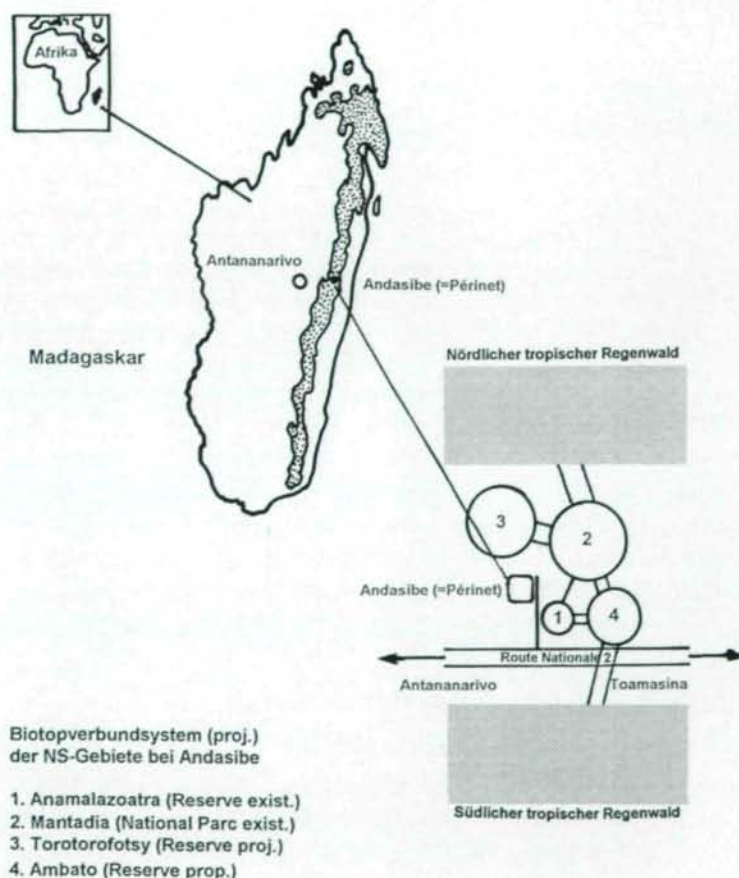 Afrika
Antananarivo
Andasibe (=Périnet)
Madagaskar
Nördlicher tropischer Regenwald
3
2
Andasibe (=Périnet)
1
4
Route Nationale 2
Antananarivo
Toamasina
Südlicher tropischer Regenwald
Biotopverbundsystem (proj.)
der NS-Gebiete bei Andasibe
1. Anamalazoatra (Reserve exist.)
2. Mantadia (National Parc exist.)
3. Torotorofotsy (Reserve proj.)
4. Ambato (Reserve prop.)